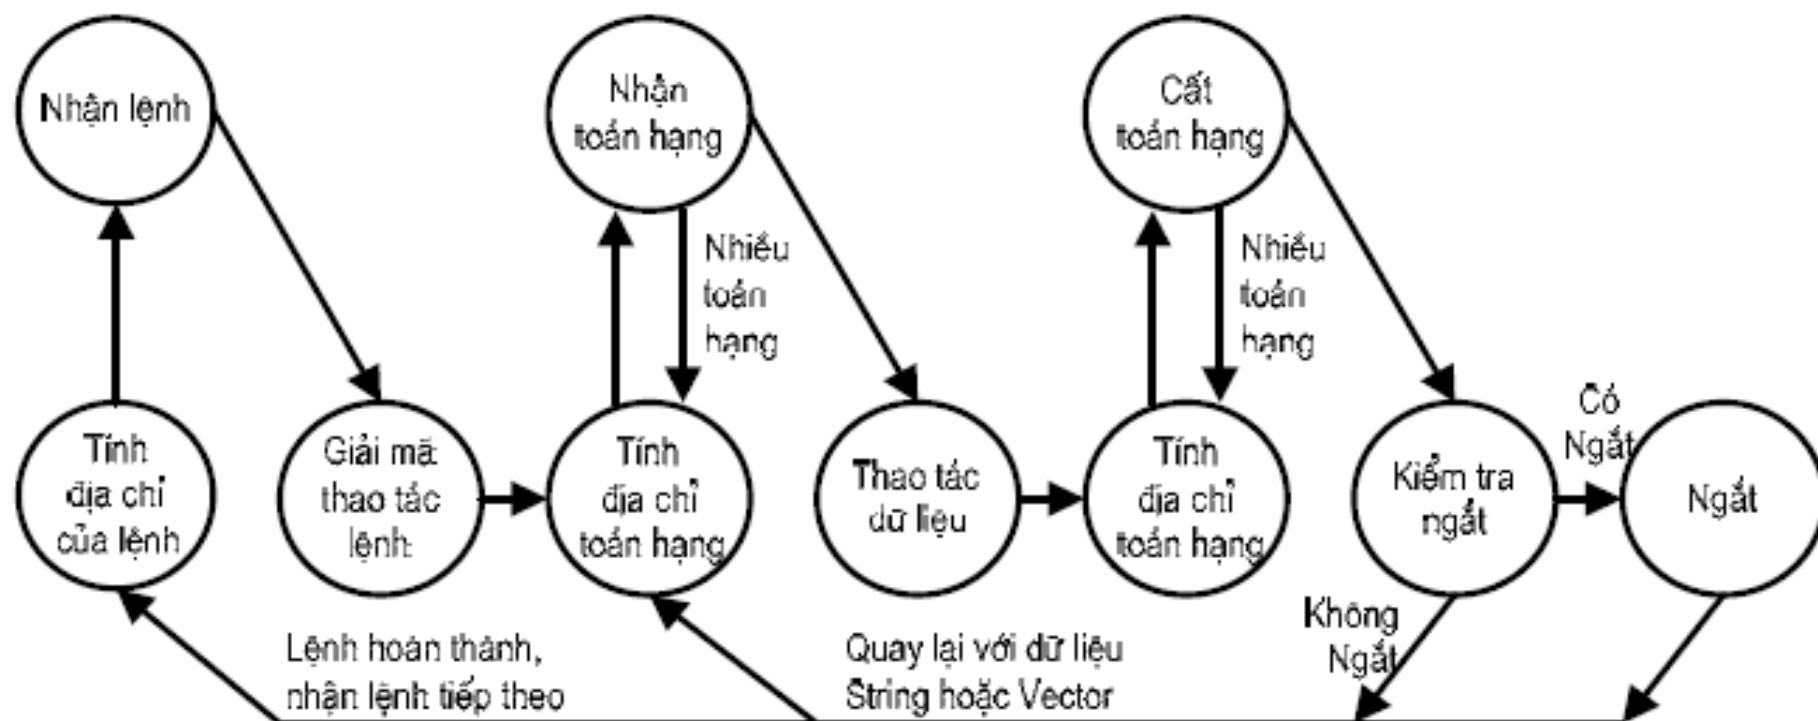 Nhận lệnh
Nhận
toán hạng
Cất
toán hạng
Nhiều
toán
hạng
Nhiều
toán
hạng
Tính
địa chỉ
của lệnh
Giải mã
thao tác
lệnh
Tính
địa chỉ
toán hạng
Thao tác
dữ liệu
Tính
địa chỉ
toán hạng
Kiểm tra
ngắt
Có
Ngắt
Ngắt
Không
Ngắt
Lệnh hoàn thành,
nhận lệnh tiếp theo
Quay lại với dữ liệu
String hoặc Vector